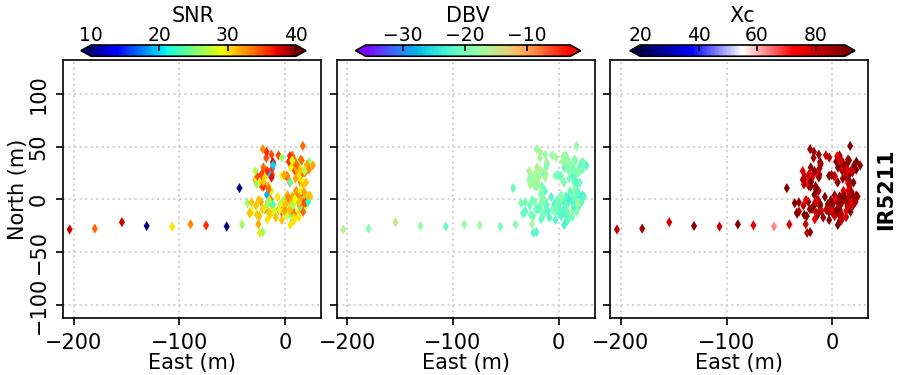 SNR DBV Xc
10 20 30 40 −30 −20 −10 20 40 60 80
100
50
0
−50
−100
North (m)
IR5211
−200 −100 0 −200 −100 0 −200 −100 0
East (m) East (m) East (m)